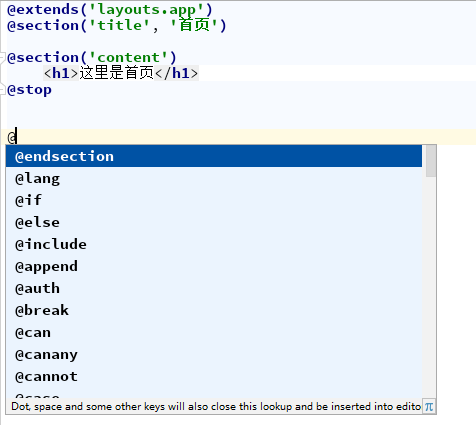 @extends('layouts.app')
@section('title', '首页')
@section('content')
<h1>这里是首页</h1>
@stop
@
@endsection
@lang
@if
@else
@include
@append
@auth
@break
@can
@canany
@cannot
@case
Dot, space and some other keys will also close this lookup and be inserted into edito
π